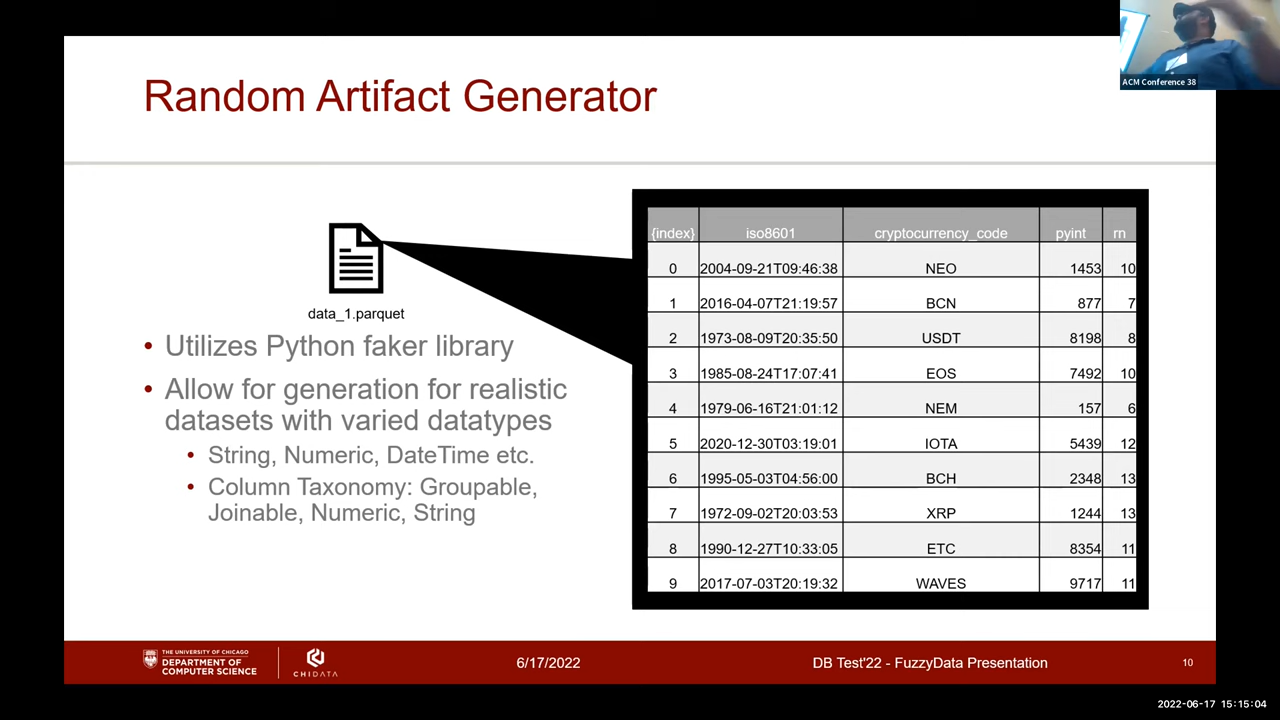 ACM Conference 38
Random Artifact Generator
data_1.parquet
• Utilizes Python faker library
• Allow for generation for realistic
datasets with varied datatypes
• String, Numeric, DateTime etc.
• Column Taxonomy: Groupable,
Joinable, Numeric, String
{index} iso8601 cryptocurrency_code pyint rn
0 2004-09-21T09:46:38 NEO 1453 10
1 2016-04-07T21:19:57 BCN 877 7
2 1973-08-09T20:35:50 USDT 8198 8
3 1985-08-24T17:07:41 EOS 7492 10
4 1979-06-16T21:01:12 NEM 157 6
5 2020-12-30T03:19:01 IOTA 5439 12
6 1995-05-03T04:56:00 BCH 2348 13
7 1972-09-02T20:03:53 XRP 1244 13
8 1990-12-27T10:33:05 ETC 8354 11
9 2017-07-03T20:19:32 WAVES 9717 11
THE UNIVERSITY OF CHICAGO
DEPARTMENT OF
COMPUTER SCIENCE
CHIDATA
6/17/2022
DB Test'22 - FuzzyData Presentation
10
2022-06-17 15:15:04